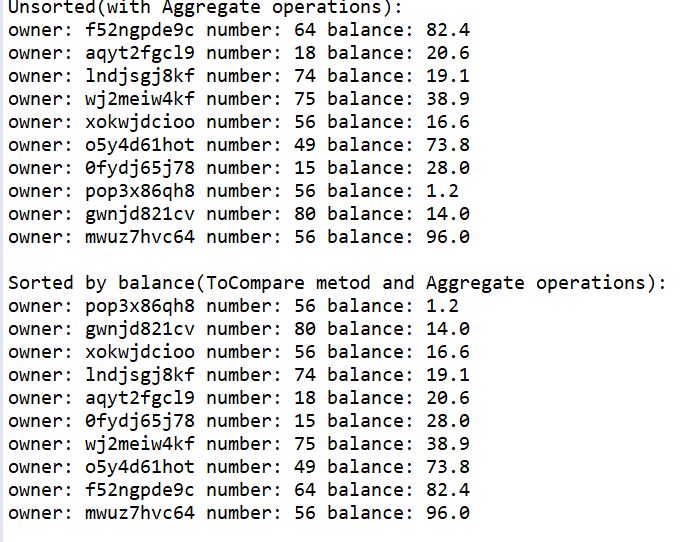 Unsorted(with Aggregate operations):
owner: f52ngpde9c number: 64 balance: 82.4
owner: aqyt2fgcl9 number: 18 balance: 20.6
owner: lndjsgj8kf number: 74 balance: 19.1
owner: wj2meiw4kf number: 75 balance: 38.9
owner: xokwjdcioo number: 56 balance: 16.6
owner: o5y4d61hot number: 49 balance: 73.8
owner: 0fydj65j78 number: 15 balance: 28.0
owner: pop3x86qh8 number: 56 balance: 1.2
owner: gwnjd821cv number: 80 balance: 14.0
owner: mwuz7hvc64 number: 56 balance: 96.0
Sorted by balance(ToCompare metod and Aggregate operations):
owner: pop3x86qh8 number: 56 balance: 1.2
owner: gwnjd821cv number: 80 balance: 14.0
owner: xokwjdcioo number: 56 balance: 16.6
owner: lndjsgj8kf number: 74 balance: 19.1
owner: aqyt2fgcl9 number: 18 balance: 20.6
owner: 0fydj65j78 number: 15 balance: 28.0
owner: wj2meiw4kf number: 75 balance: 38.9
owner: o5y4d61hot number: 49 balance: 73.8
owner: f52ngpde9c number: 64 balance: 82.4
owner: mwuz7hvc64 number: 56 balance: 96.0